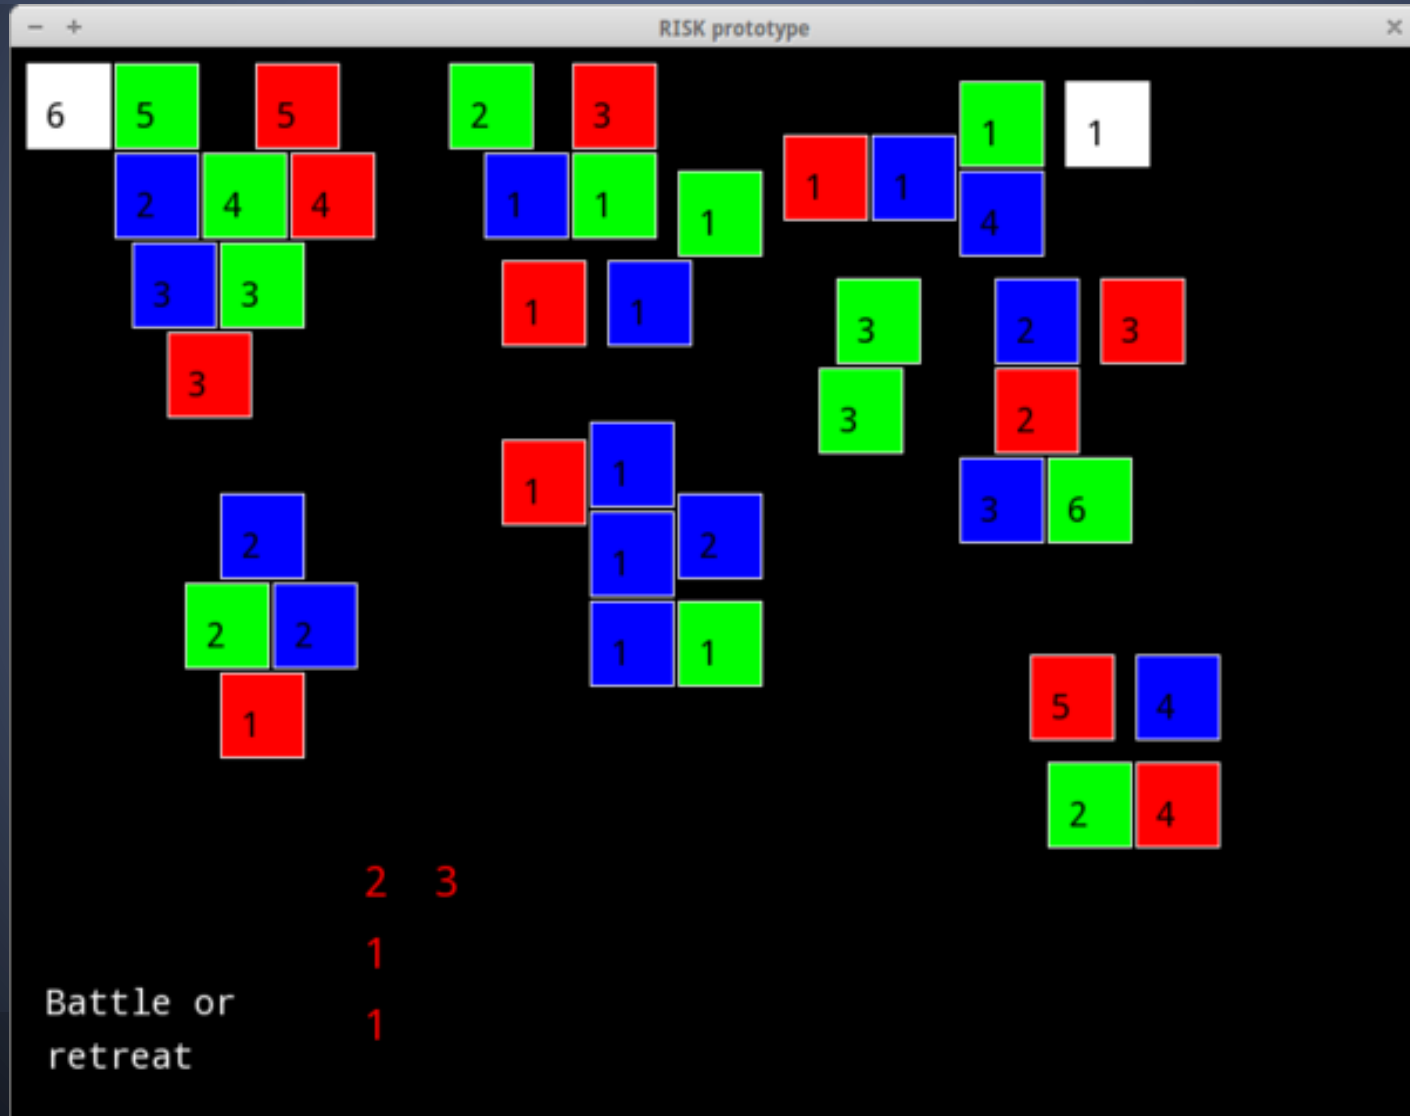 RISK prototype
6 5 5 2 3 1 1
2 4 4 1 1 1 1 1 4
3 3 1 1 3 2 3
3 3 2
1 1 3 6
2 1 2
2 2 1 1
1 5 4
2 4
2 3
1
1
Battle or
retreat